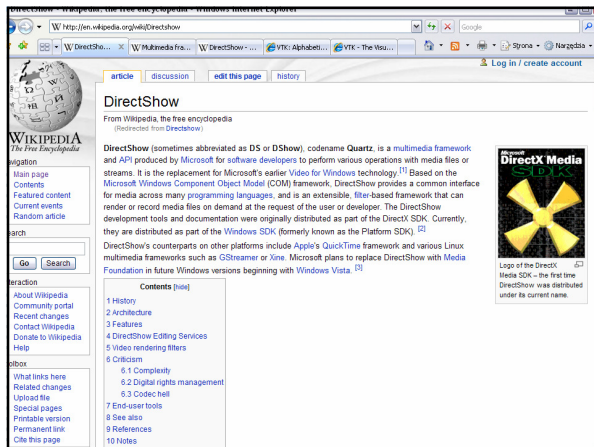 DirectShow - Wikipedia, the free encyclopedia - Windows Internet Explorer
W http://en.wikipedia.org/wiki/Directshow
Google
W DirectSho... X
W Multimedia fra...
W DirectShow - ...
VTK: Alphabeti...
VTK - The Visu...
Strona
Narzędzia
Log in / create account
article
discussion
edit this page
history
DirectShow
From Wikipedia, the free encyclopedia
(Redirected from Directshow)
DirectShow (sometimes abbreviated as DS or DShow), codename Quartz, is a multimedia framework
and API produced by Microsoft for software developers to perform various operations with media files or
streams. It is the replacement for Microsoft's earlier Video for Windows technology.[1] Based on the
Microsoft Windows Component Object Model (COM) framework, DirectShow provides a common interface
for media across many programming languages, and is an extensible, filter-based framework that can
render or record media files on demand at the request of the user or developer. The DirectShow
development tools and documentation were originally distributed as part of the DirectX SDK. Currently,
they are distributed as part of the Windows SDK (formerly known as the Platform SDK). [2]
DirectShow's counterparts on other platforms include Apple's QuickTime framework and various Linux
multimedia frameworks such as GStreamer or Xine. Microsoft plans to replace DirectShow with Media
Foundation in future Windows versions beginning with Windows Vista. [3]
Microsoft
DirectX Media
SDK
Logo of the DirectX
Media SDK – the first time
DirectShow was distributed
under its current name.
Contents [hide]
1 History
2 Architecture
3 Features
4 DirectShow Editing Services
5 Video rendering filters
6 Criticism
6.1 Complexity
6.2 Digital rights management
6.3 Codec hell
7 End-user tools
8 See also
9 References
10 Notes
WIKIPEDIA
The Free Encyclopedia
avigation
Main page
Contents
Featured content
Current events
Random article
earch
Go
Search
teraction
About Wikipedia
Community portal
Recent changes
Contact Wikipedia
Donate to Wikipedia
Help
olbox
What links here
Related changes
Upload file
Special pages
Printable version
Permanent link
Cite this page